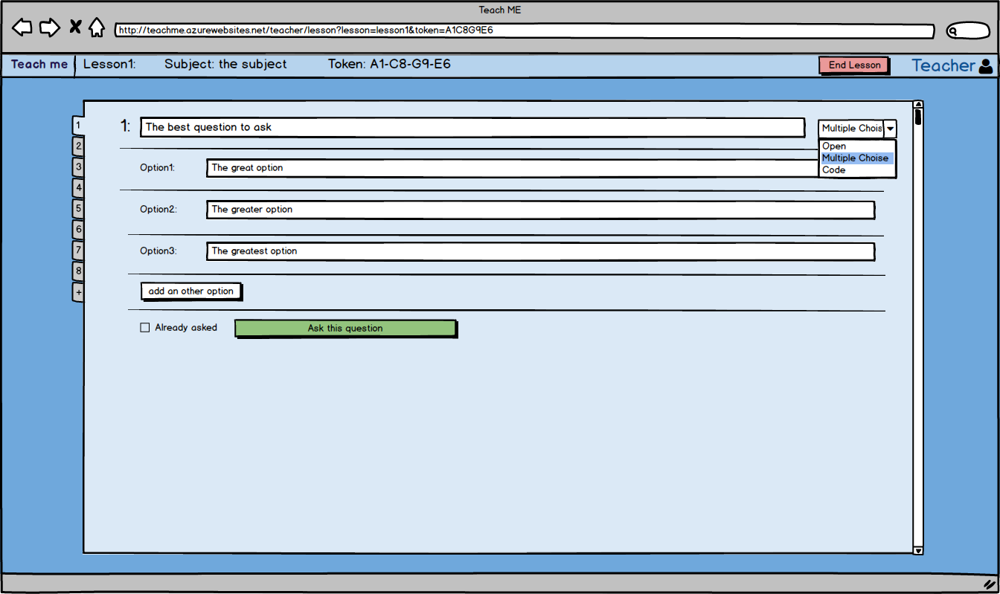 Teach ME
http://teachme.azurewebsites.net/teacher/lesson?lesson=lesson1&token=A1C8G9E6
Teach me Lesson1: Subject: the subject Token: A1-C8-G9-E6 End Lesson Teacher
1 1: The best question to ask Multiple Chois
2 Open
Multiple Choise
3 Option1: The great option Code
4
5 Option2: The greater option
6
7 Option3: The greatest option
8
+ add an other option
Already asked Ask this question